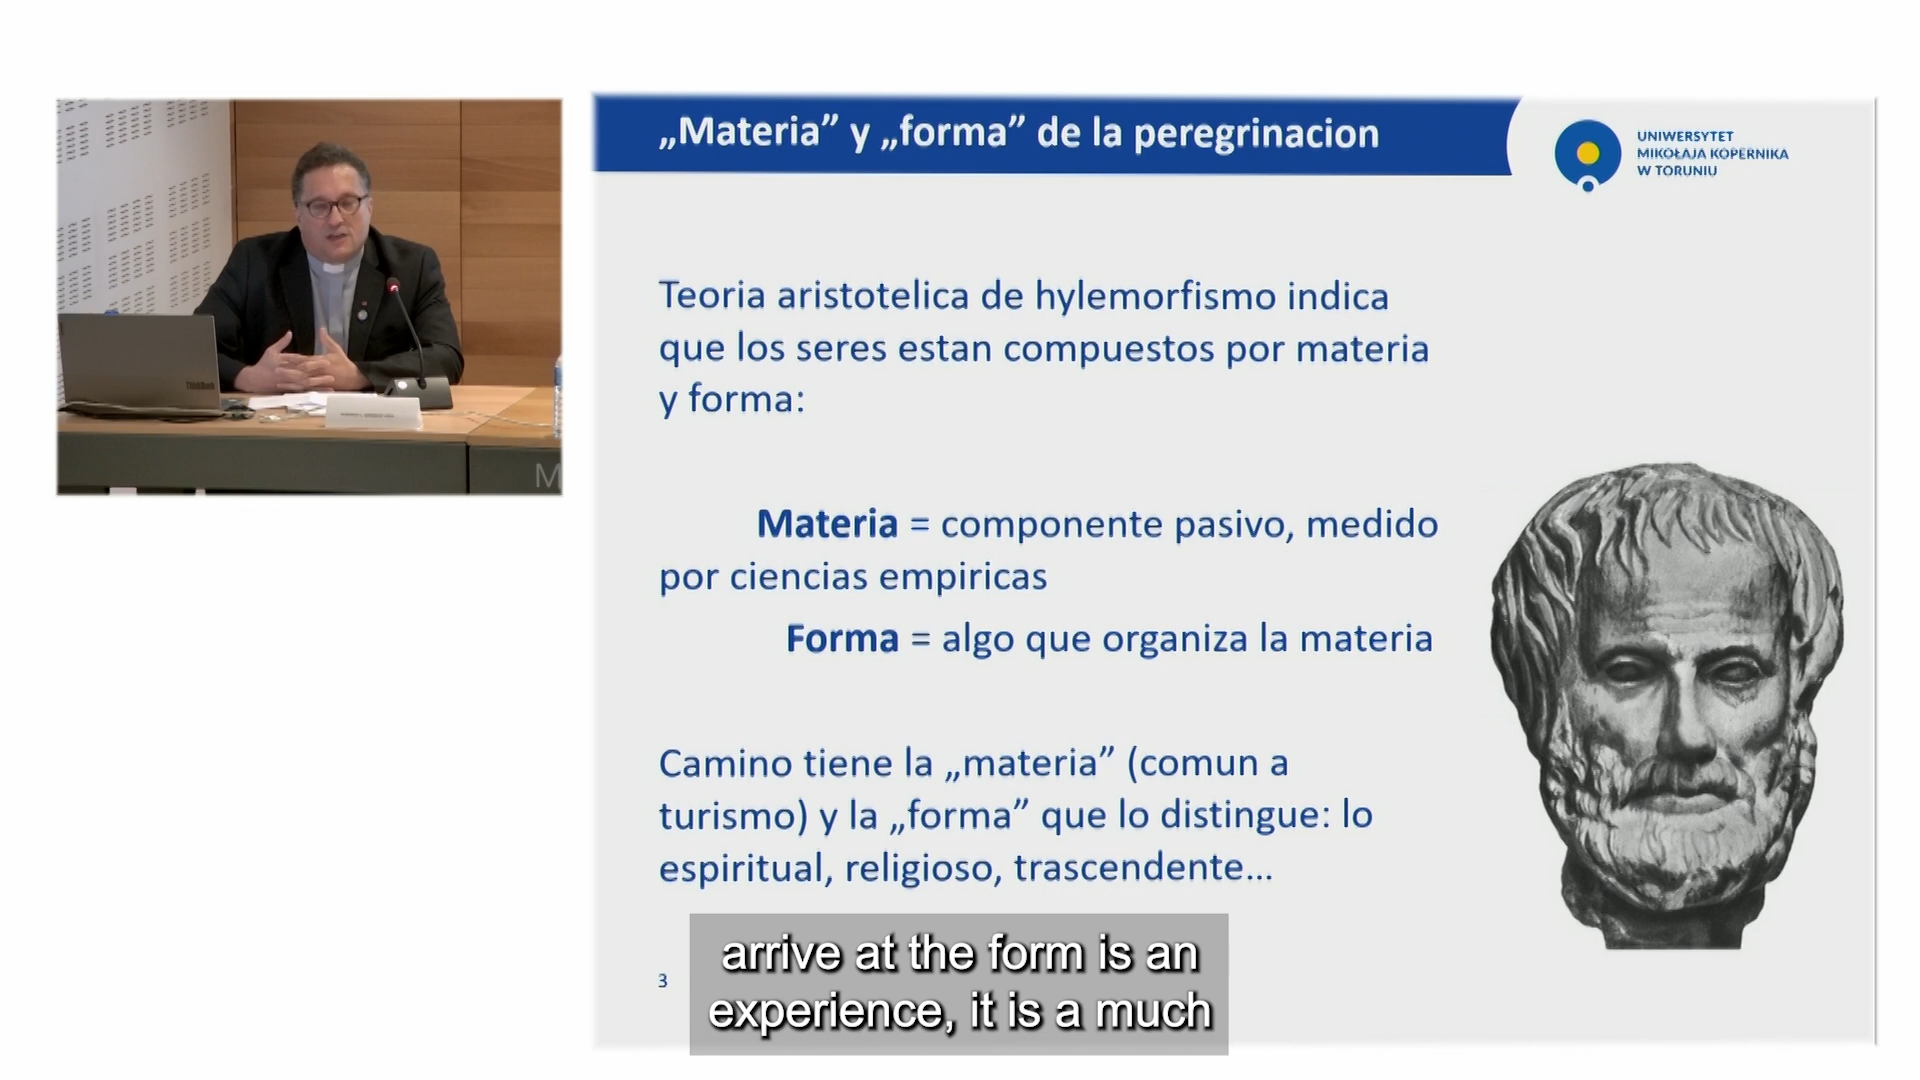 „Materia” y „forma” de la peregrinacion
UNIWERSYTET
MIKOŁAJA KOPERNIKA
W TORUNIU
Teoria aristotelica de hylemorfismo indica
que los seres estan compuestos por materia
y forma:
Materia = componente pasivo, medido
por ciencias empiricas
Forma = algo que organiza la materia
Camino tiene la „materia” (comun a
turismo) y la „forma” que lo distingue: lo
espiritual, religioso, trascendente...
3
arrive at the form is an
experience, it is a much
ThinkBook
M